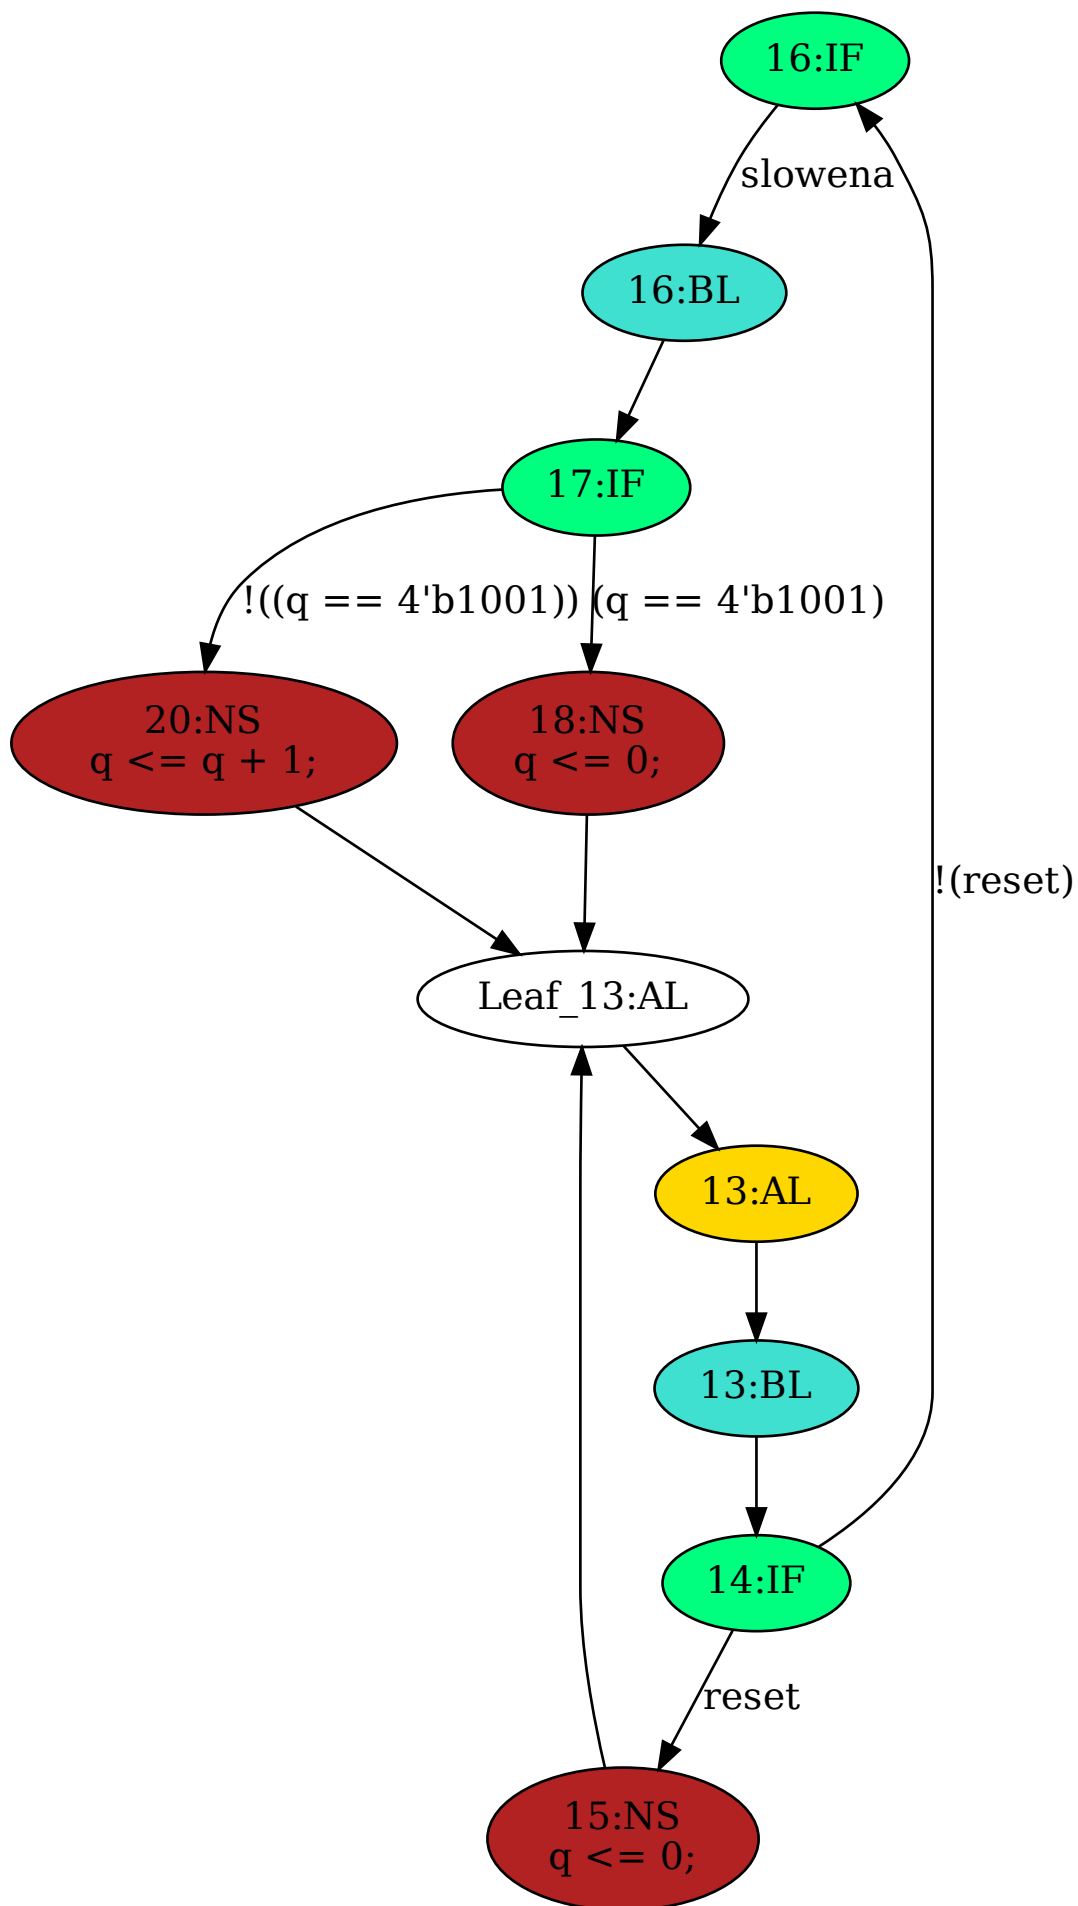 16:IF
slowena
16:BL
17:IF
!((q == 4'b1001))
(q == 4'b1001)
20:NS
q <= q + 1;
18:NS
q <= 0;
!(reset)
Leaf_13:AL
13:AL
13:BL
14:IF
reset
15:NS
q <= 0;